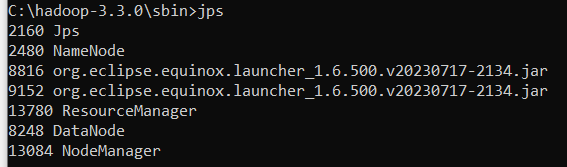 C:\hadoop-3.3.0\sbin>jps
2160 Jps
2480 NameNode
8816 org.eclipse.equinox.launcher_1.6.500.v20230717-2134.jar
9152 org.eclipse.equinox.launcher_1.6.500.v20230717-2134.jar
13780 ResourceManager
8248 DataNode
13084 NodeManager